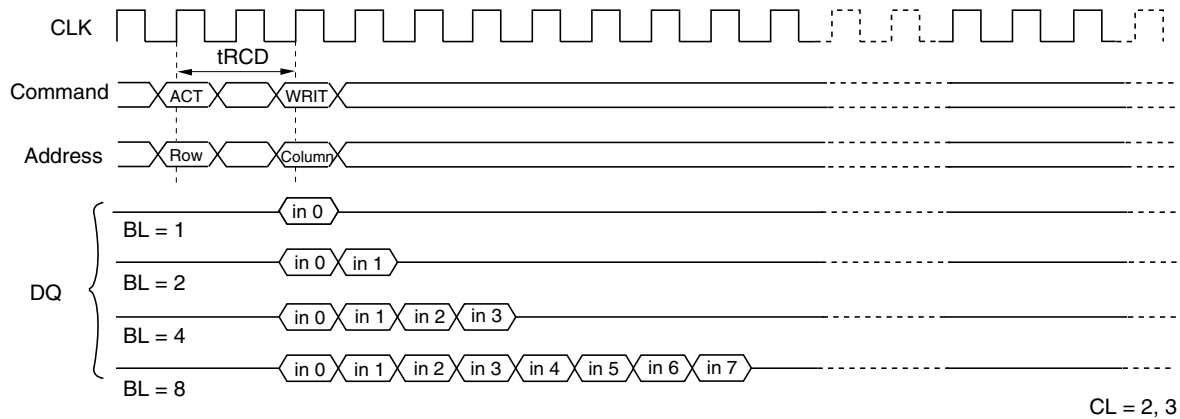 CLK
tRCD
Command ACT WRIT
Address Row Column
in 0
BL = 1
in 0 in 1
BL = 2
DQ
in 0 in 1 in 2 in 3
BL = 4
in 0 in 1 in 2 in 3 in 4 in 5 in 6 in 7
BL = 8
CL = 2, 3